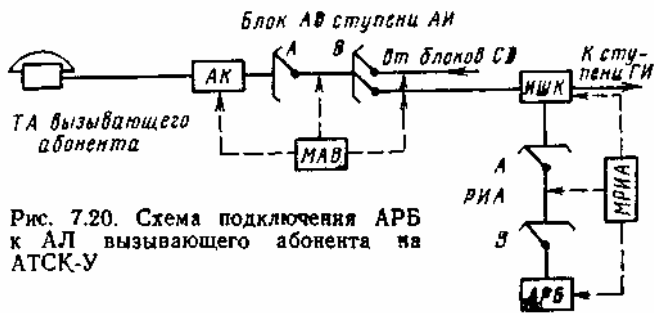 Блок АВ ступени АИ
А
В
От блоков CD
К сту-
пени ГИ
АК
ИШК
ТА вызывающего
абонента
МАВ
А
РИА
МРИА
В
АРБ
Рис. 7.20. Схема подключения АРБ
к АЛ вызывающего абонента на
АТСК-У